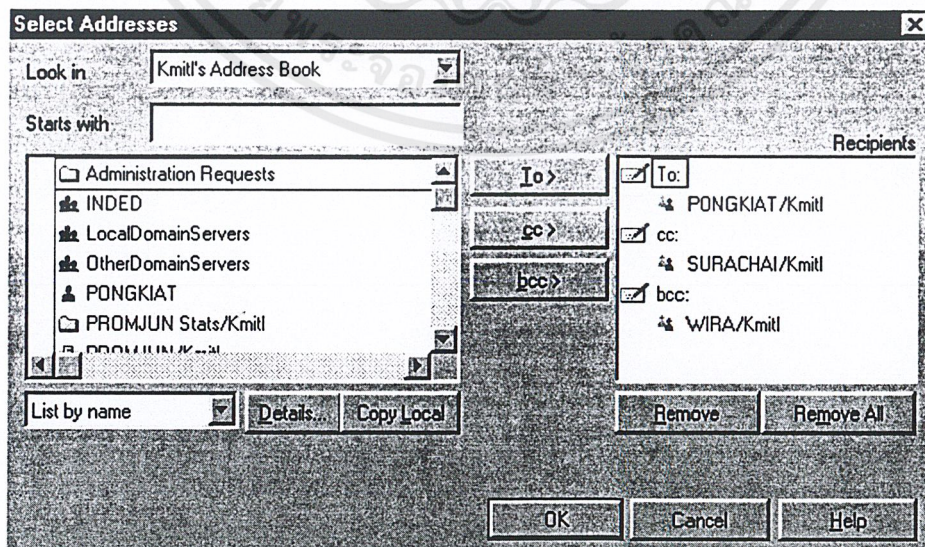 Select Addresses
Look in Kmitl's Address Book
Starts with
Recipients
Administration Requests
INDED
LocalDomainServers
OtherDomainServers
PONGKIAT
PROMJUN Stats/Kmitl
PROMJUN/Kmitl
To>
cc>
bcc>
To:
PONGKIAT/Kmitl
cc:
SURACHAI/Kmitl
bcc:
WIRA/Kmitl
List by name
Details..
Copy Local
Remove
Remove All
OK
Cancel
Help